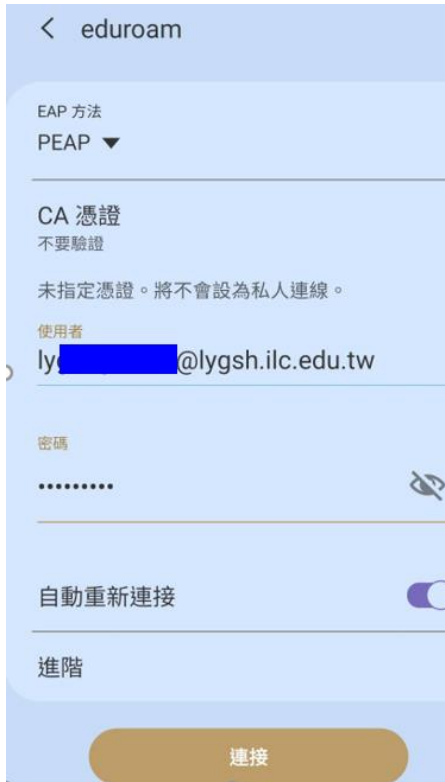 eduroam
EAP 方法
PEAP
CA 憑證
不要驗證
未指定憑證。將不會設為私人連線。
使用者
ly @lygsh.ilc.edu.tw
密碼
•••••••••
自動重新連接
進階
連接